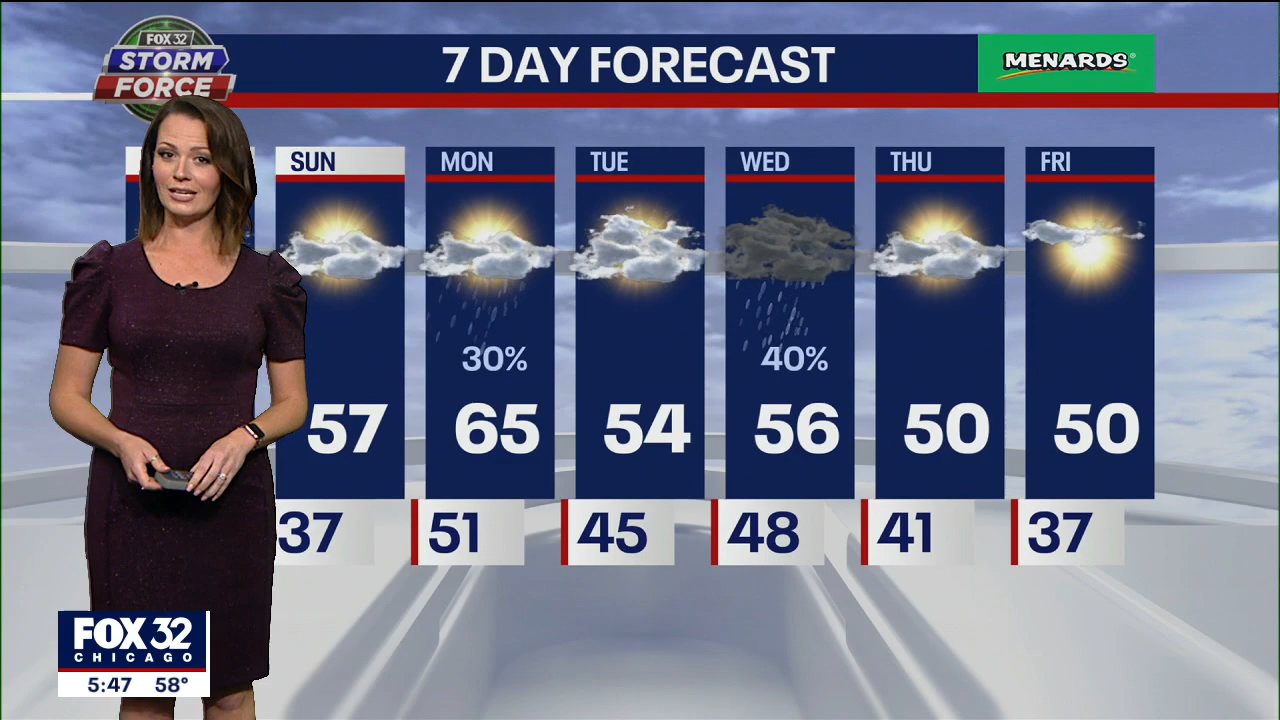 FOX 32
STORM
FORCE
7 DAY FORECAST
MENARDS®
SUN
MON
TUE
WED
THU
FRI
30%
40%
57
65
54
56
50
50
37
51
45
48
41
37
FOX 32
CHICAGO
5:47 58°